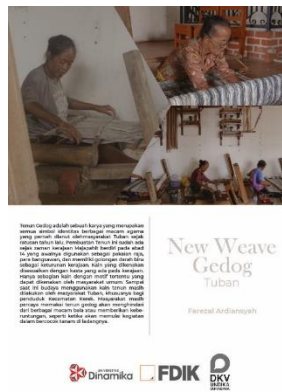 Tenun Gedog adalah sebuah karya yang merupakan
semua simbol identitas berbagai macam agama
yang pernah dianut oleh masyarakat Tuban sejak
ratusan tahun lalu. Pembuatan Tenun ini sudah ada
sejak zaman kerajaan Majapahit berdiri pada abad
14 yang awalnya digunakan sebagai pakaian raja,
para bangsawan, dan memiliki golongan darah biru
sebagai keturunan kerajaan. Kain yang dikenakan
disesuaikan dengan kasta yang ada pada kerajaan.
Hanya sebagian kain dengan motif tertentu yang
dapat dikenakan oleh masyarakat umum. Sampai
saat ini budaya menggunakan kain tenun masih
dilakukan oleh masyarakat Tuban, khususnya bagi
penduduk Kecamatan Kerek. Masyarakat masih
percaya memakai tenun gedog akan menghindari
dari berbagai macam bala atau memberikan keber-
untungan, seperti ketika akan memulai kegiatan
dalam bercocok tanam di ladangnya.
New Weave
Gedog
Tuban
Farezal Ardiansyah
UNIVERSITAS
Dinamika
FDIK
DKV
UNDIKA